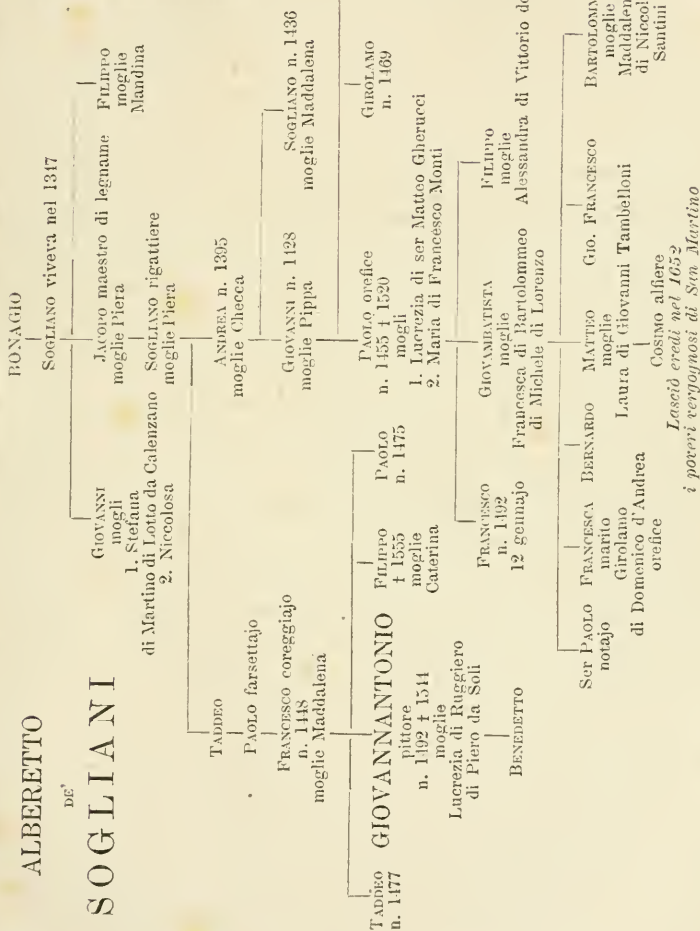 ALBERETTO
DE'
SOGLIANI
BONAGIO
SOGLIANO viveva nel 1347
GIOVANNI
mogli
1. Stefana
di Martino di Lotto da Calenzano
2. Niccolosa
JACOPO maestro di legname
moglie Piera
FILIPPO
moglie
Mandina
SOGLIANO rigattiere
moglie Piera
TADDEO
ANDREA n. 1395
moglie Checca
PAOLO farsettajo
FRANCESCO coreggiajo
n. 1448
moglie Maddalena
GIOVANNI n. 1428
moglie Pippa
SOGLIANO n. 1436
moglie Maddalena
TADDEO
n. 1477
GIOVANNANTONIO
pittore
n. 1492 † 1544
moglie
Lucrezia di Ruggiero
di Piero da Soli
FILIPPO
† 1555
moglie
Caterina
PAOLO
n. 1475
PAOLO orefice
n. 1455 † 1520
mogli
1. Lucrezia di ser Matteo Gherucci
2. Maria di Francesco Monti
GIROLAMO
n. 1469
BENEDETTO
FRANCESCO
n. 1492
12 gennajo
GIOVAMBATISTA
moglie
Francesca di Bartolommeo
di Michele di Lorenzo
FILIPPO
moglie
Alessandra di Vittorio
Ser PAOLO
notajo
FRANCESCA
marito
Girolamo
di Domenico d'Andrea
orefice
BERNARDO
MATTEO
moglie
Laura di Giovanni Tambelloni
GIO. FRANCESCO
moglie
di
Santini
COSIMO alfiere
Lasciò eredi nel 1652
i poveri vergognosi di San Martino